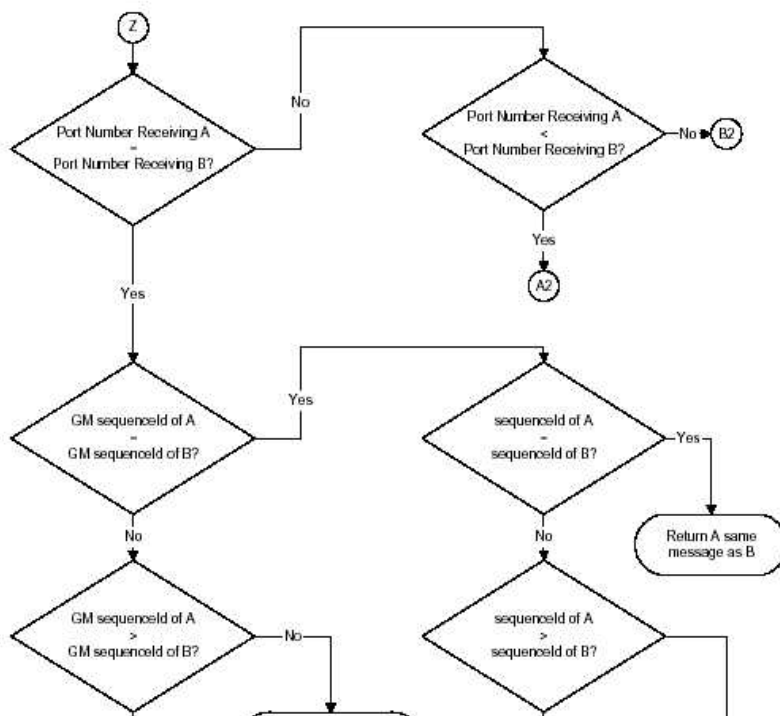 Z
No
Port Number Receiving A
=
Port Number Receiving B?
Port Number Receiving A
<
Port Number Receiving B?
No
B2
Yes
A2
Yes
Yes
GM sequenceId of A
=
GM sequenceId of B?
sequenceId of A
=
sequenceId of B?
Yes
No
No
Return A same
message as B
GM sequenceId of A
>
GM sequenceId of B?
No
sequenceId of A
>
sequenceId of B?